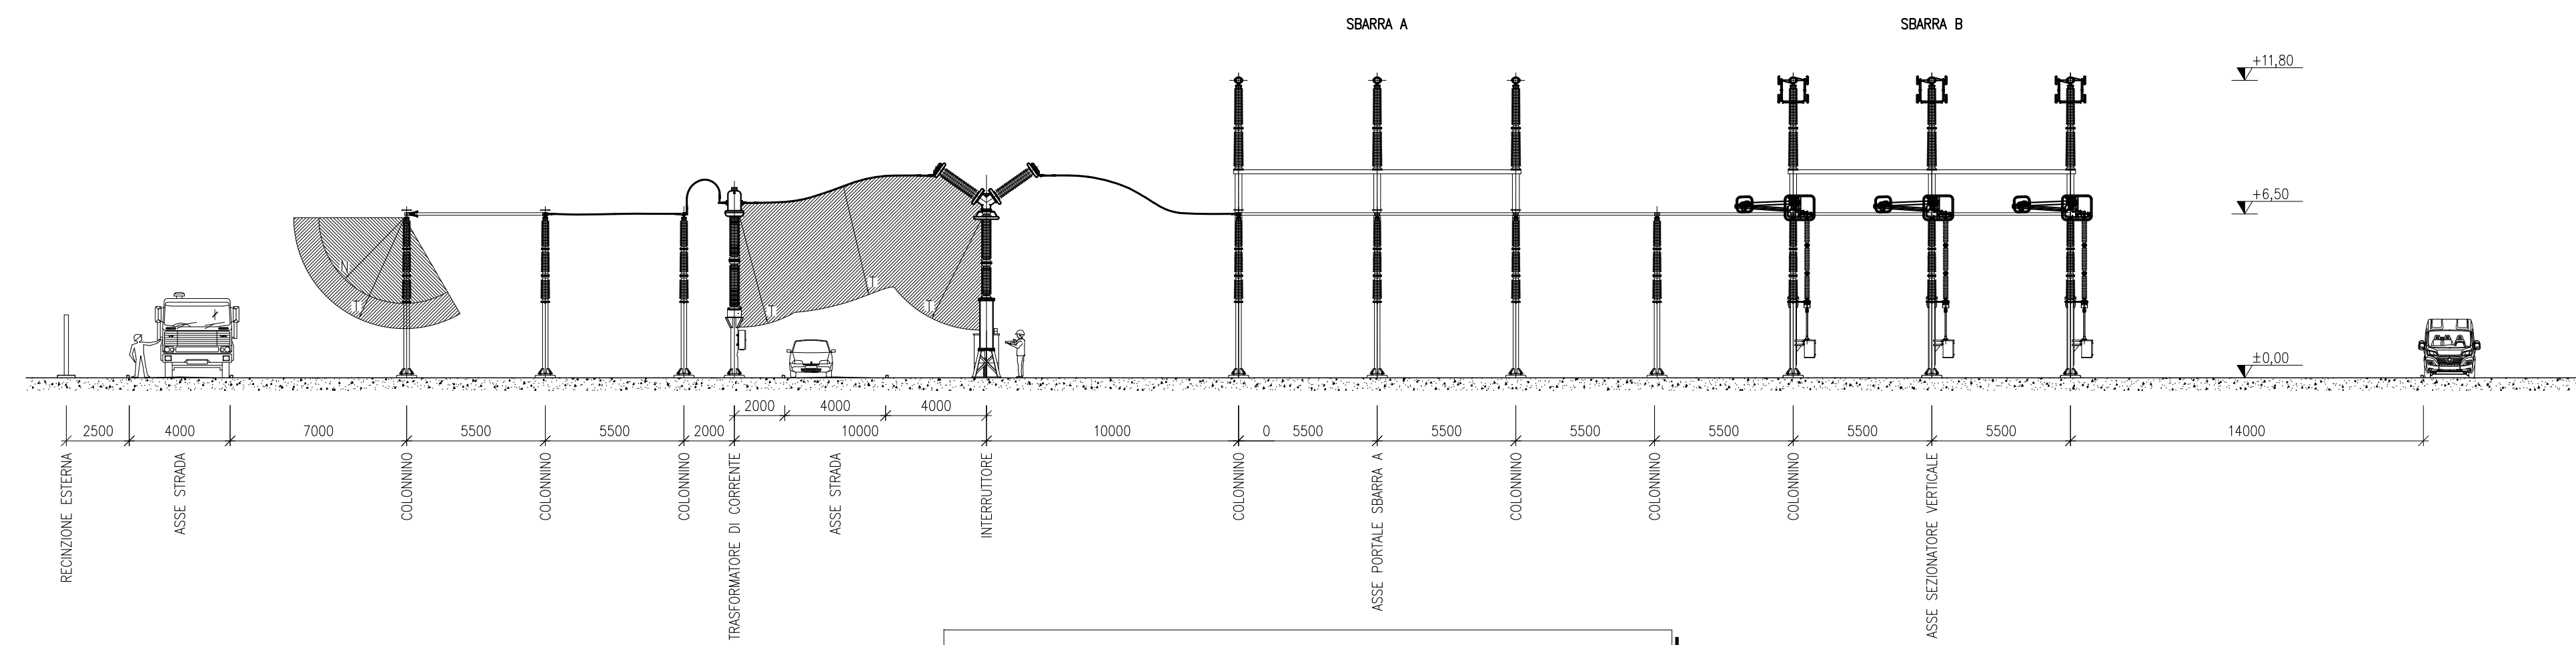 SBARRA A
SBARRA B
+11,80
+6,50
±0,00
N
T
T
T
T
2000
4000
4000
2500
4000
7000
5500
5500
2000
10000
10000
0
5500
5500
5500
5500
5500
5500
14000
RECINZIONE ESTERNA
ASSE STRADA
COLONNINO
COLONNINO
COLONNINO
TRASFORMATORE DI CORRENTE
ASSE STRADA
INTERRUTTORE
COLONNINO
ASSE PORTALE SBARRA A
COLONNINO
COLONNINO
COLONNINO
ASSE SEZIONATORE VERTICALE